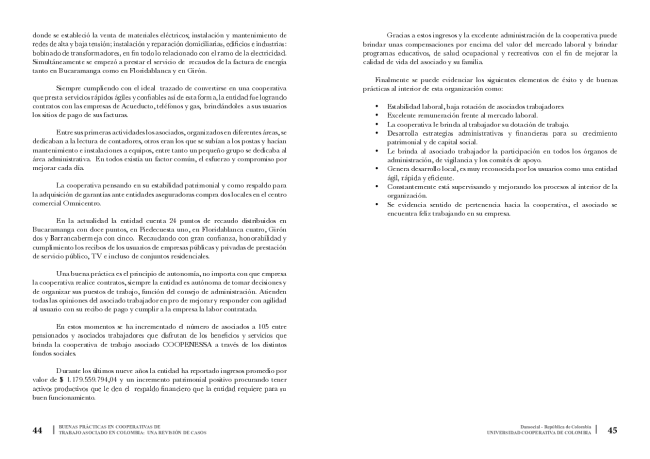 donde se estableció la venta de materiales eléctricos, instalación y mantenimiento de
redes de alta y baja tensión; instalación y reparación domiciliarias, edificios e industrias:
bobinado de transformadores, en fin todo lo relacionado con el ramo de la electricidad.
Simultáneamente se empezó a prestar el servicio de recaudos de la factura de energía
tanto en Bucaramanga como en Floridablanca y en Girón.
Siempre cumpliendo con el ideal trazado de convertirse en una cooperativa
que presta servicios rápidos ágiles y confiables así de esta forma, la entidad fue logrando
contratos con las empresas de Acueducto, teléfonos y gas, brindándoles a sus usuarios
los sitios de pago de sus facturas.
Entre sus primeras actividades los asociados, organizados en diferentes áreas, se
dedicaban a la lectura de contadores, otros eran los que se subían a los postes y hacían
mantenimiento e instalaciones a equipos, entre tanto un pequeño grupo se dedicaba al
área administrativa. En todos existía un factor común, el esfuerzo y compromiso por
mejorar cada día.
La cooperativa pensando en su estabilidad patrimonial y como respaldo para
la adquisición de garantías ante entidades aseguradoras compra dos locales en el centro
comercial Omnicentro.
En la actualidad la entidad cuenta 24 puntos de recaudo distribuidos en
Bucaramanga con doce puntos, en Piedecuesta uno, en Floridablanca cuatro, Girón
dos y Barrancabermeja con cinco. Recaudando con gran confianza, honorabilidad y
cumplimiento los recibos de los usuarios de empresas públicas y privadas de prestación
de servicio público, TV e incluso de conjuntos residenciales.
Una buena práctica es el principio de autonomía, no importa con que empresa
la cooperativa realice contratos, siempre la entidad es autónoma de tomar decisiones y
de organizar sus puestos de trabajo, función del consejo de administración. Atienden
todas las opiniones del asociado trabajador en pro de mejorar y responder con agilidad
al usuario con su recibo de pago y cumplir a la empresa la labor contratada.
En estos momentos se ha incrementado el número de asociados a 105 entre
pensionados y asociados trabajadores que disfrutan de los beneficios y servicios que
brinda la cooperativa de trabajo asociado COOPENESSA a través de los distintos
fondos sociales.
Durante los últimos nueve años la entidad ha reportado ingresos promedio por
valor de $ 1.179.559.794,04 y un incremento patrimonial positivo procurando tener
activos productivos que le den el respaldo financiero que la entidad requiere para su
buen funcionamiento.
44
BUENAS PRÁCTICAS EN COOPERATIVAS DE
TRABAJO ASOCIADO EN COLOMBIA: UNA REVISIÓN DE CASOS
Gracias a estos ingresos y la excelente administración de la cooperativa puede
brindar unas compensaciones por encima del valor del mercado laboral y brindar
programas educativos, de salud ocupacional y recreativos con el fin de mejorar la
calidad de vida del asociado y su familia.
Finalmente se puede evidenciar los siguientes elementos de éxito y de buenas
prácticas al interior de esta organización como:
• Estabilidad laboral, baja rotación de asociados trabajadores
• Excelente remuneración frente al mercado laboral.
• La cooperativa le brinda al trabajador su dotación de trabajo.
• Desarrolla estrategias administrativas y financieras para su crecimiento
patrimonial y de capital social.
• Le brinda al asociado trabajador la participación en todos los órganos de
administración, de vigilancia y los comités de apoyo.
• Genera desarrollo local, es muy reconocida por los usuarios como una entidad
ágil, rápida y eficiente.
• Constantemente está supervisando y mejorando los procesos al interior de la
organización.
• Se evidencia sentido de pertenencia hacia la cooperativa, el asociado se
encuentra feliz trabajando en su empresa.
Dansocial - República de Colombia
UNIVERSIDAD COOPERATIVA DE COLOMBIA
45